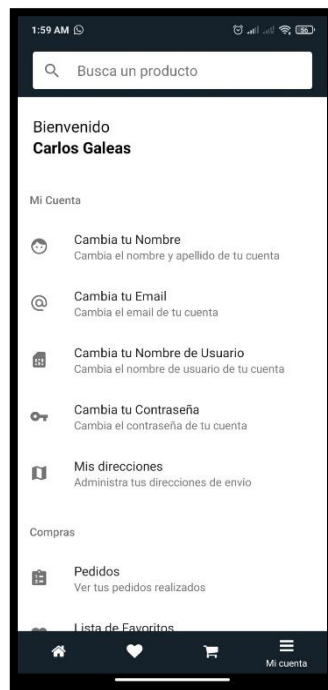 1:59 AM
56
Busca un producto
Bienvenido
Carlos Galeas
Mi Cuenta
Cambia tu Nombre
Cambia el nombre y apellido de tu cuenta
Cambia tu Email
Cambia el email de tu cuenta
Cambia tu Nombre de Usuario
Cambia el nombre de usuario de tu cuenta
Cambia tu Contraseña
Cambia el contraseña de tu cuenta
Mis direcciones
Administra tus direcciones de envio
Compras
Pedidos
Ver tus pedidos realizados
Lista de Favoritos
Mi cuenta